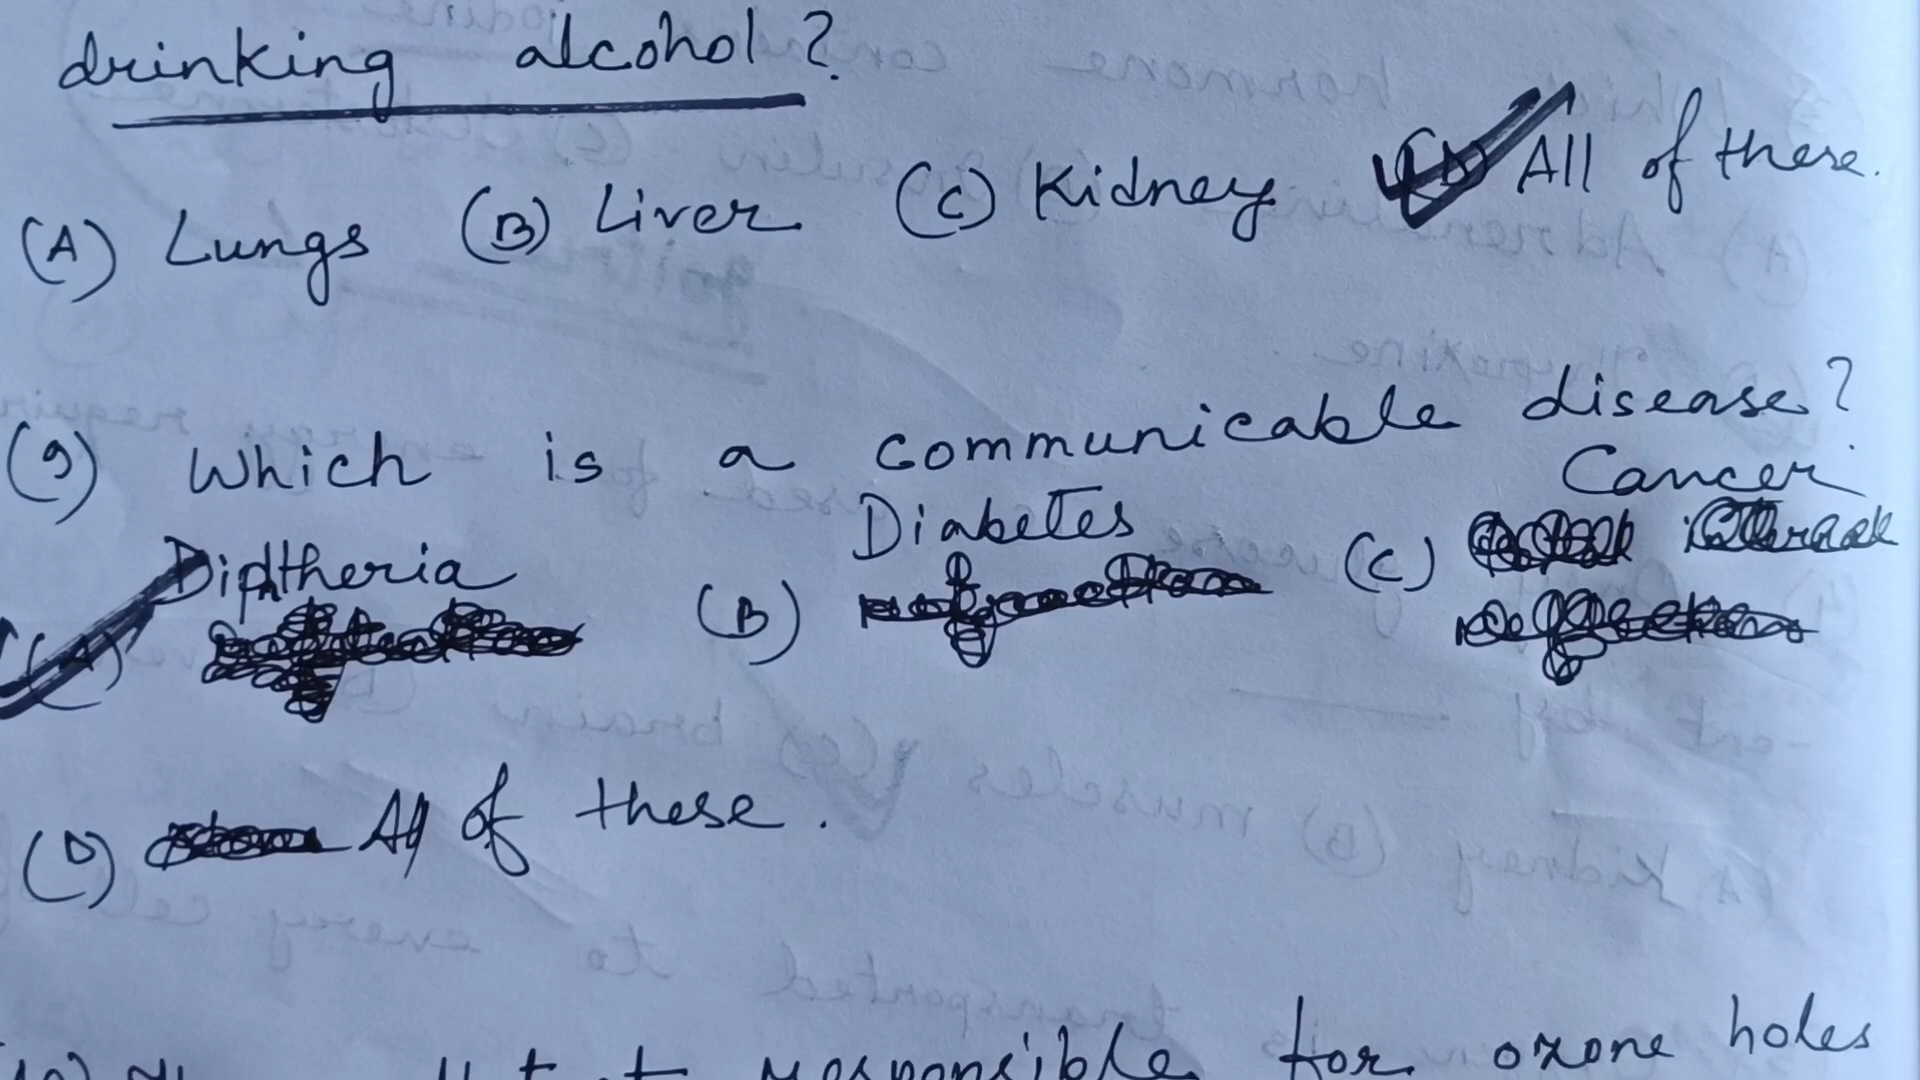 drinking alcohol?
(A) Lungs (B) Liver (C) Kidney (D) All of these.
(9) Which is a communicable disease?
(A) Diphtheria (B) Diabetes (C) Cancer
(D) All of these.
responsible for ozone holes